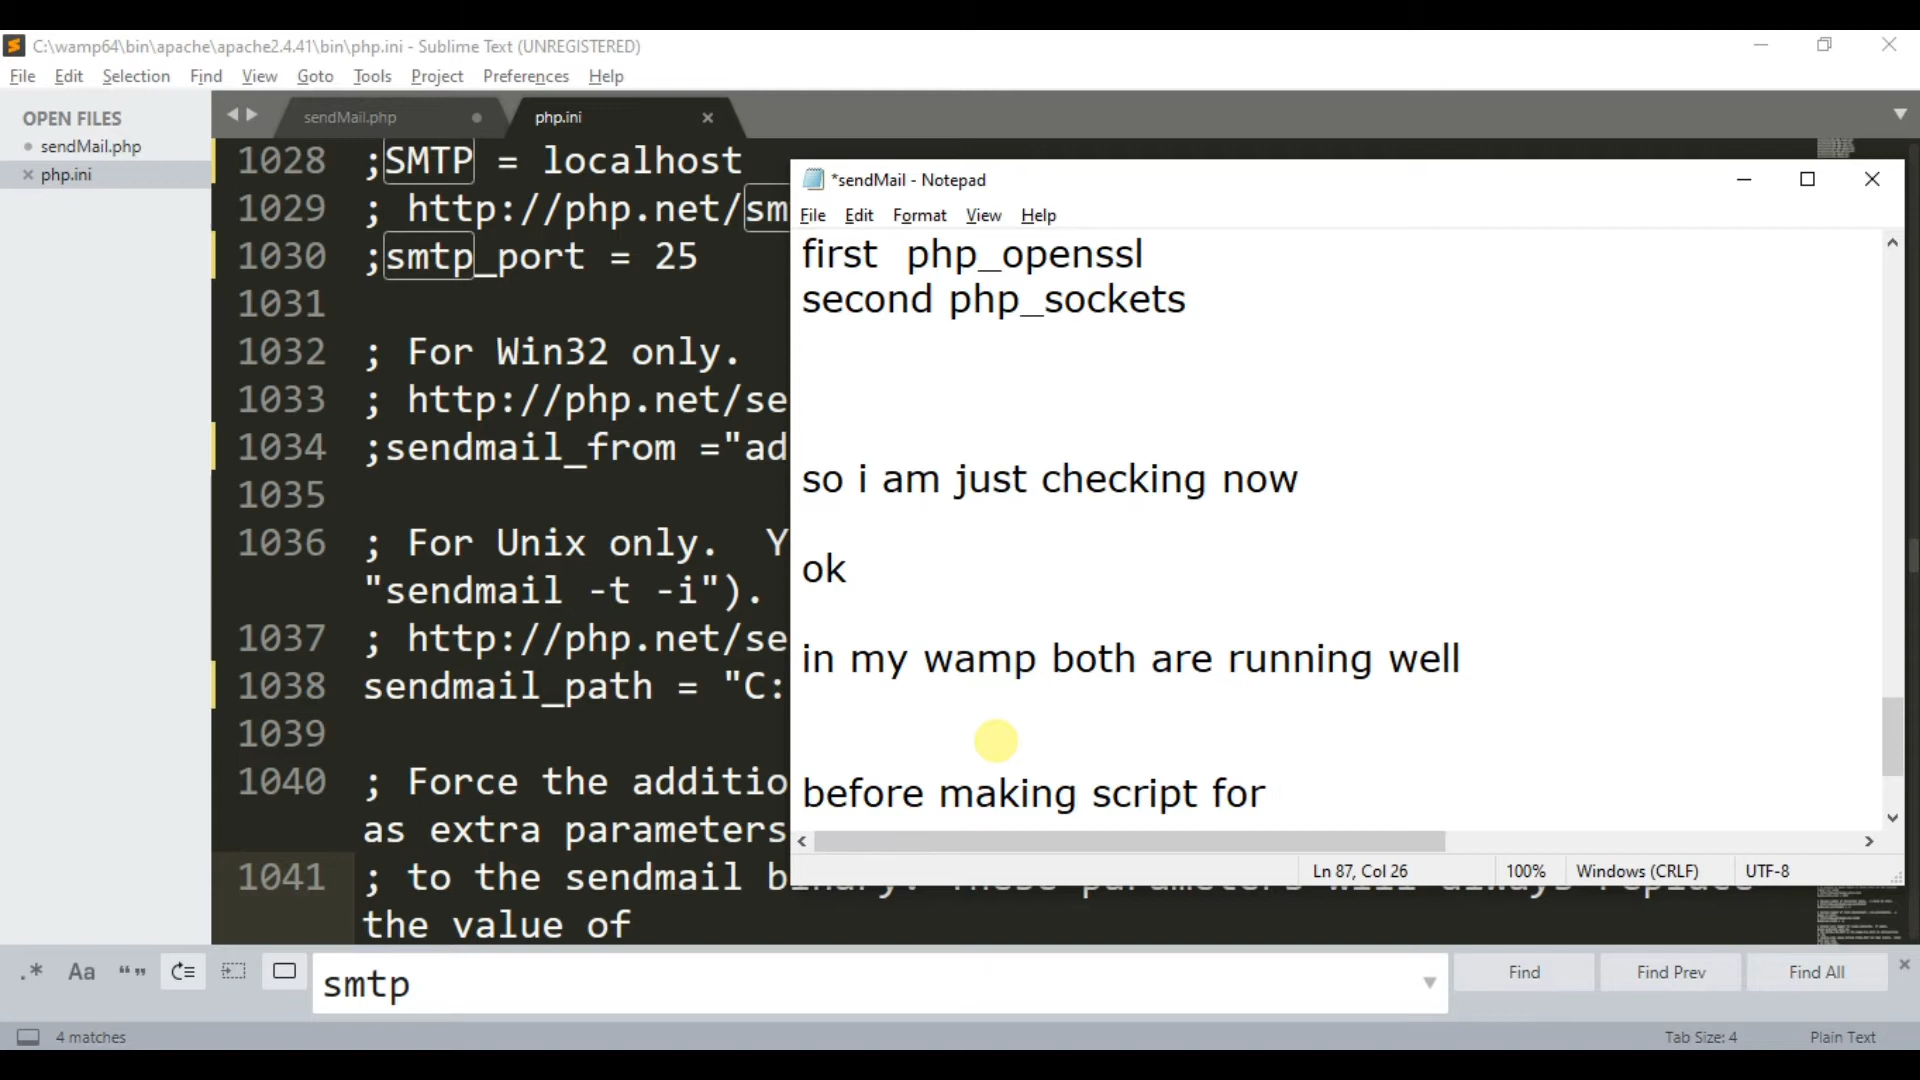 C:\wamp64\bin\apache\apache2.4.41\bin\php.ini - Sublime Text (UNREGISTERED)
File Edit Selection Find View Goto Tools Project Preferences Help
OPEN FILES
sendMail.php
php.ini
sendMail.php
php.ini
1028 ;SMTP = localhost
1029 ; http://php.net/sm
1030 ;smtp_port = 25
1031
1032 ; For Win32 only.
1033 ; http://php.net/se
1034 ;sendmail_from ="ad
1035
1036 ; For Unix only. Y
"sendmail -t -i").
1037 ; http://php.net/se
1038 sendmail_path = "C:
1039
1040 ; Force the additio
as extra parameters
1041 ; to the sendmail binary. These parameters will always replace
the value of
*sendMail - Notepad
File Edit Format View Help
first php_openssl
second php_sockets
so i am just checking now
ok
in my wamp both are running well
before making script for
Ln 87, Col 26 100% Windows (CRLF) UTF-8
.* Aa “” smtp Find Find Prev Find All
4 matches Tab Size: 4 Plain Text